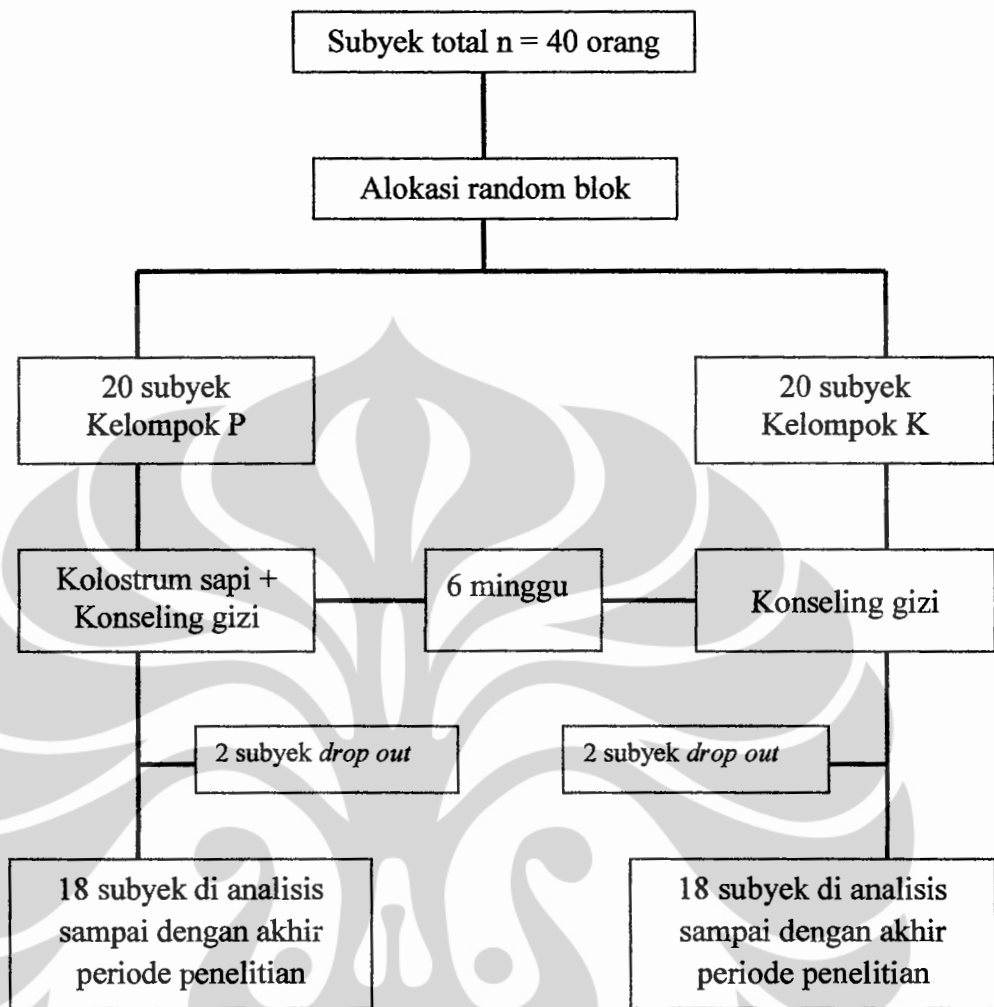 Subyek total n = 40 orang
Alokasi random blok
20 subyek
Kelompok P
20 subyek
Kelompok K
Kolostrum sapi +
Konseling gizi
6 minggu
Konseling gizi
2 subyek drop out
2 subyek drop out
18 subyek di analisis
sampai dengan akhir
periode penelitian
18 subyek di analisis
sampai dengan akhir
periode penelitian